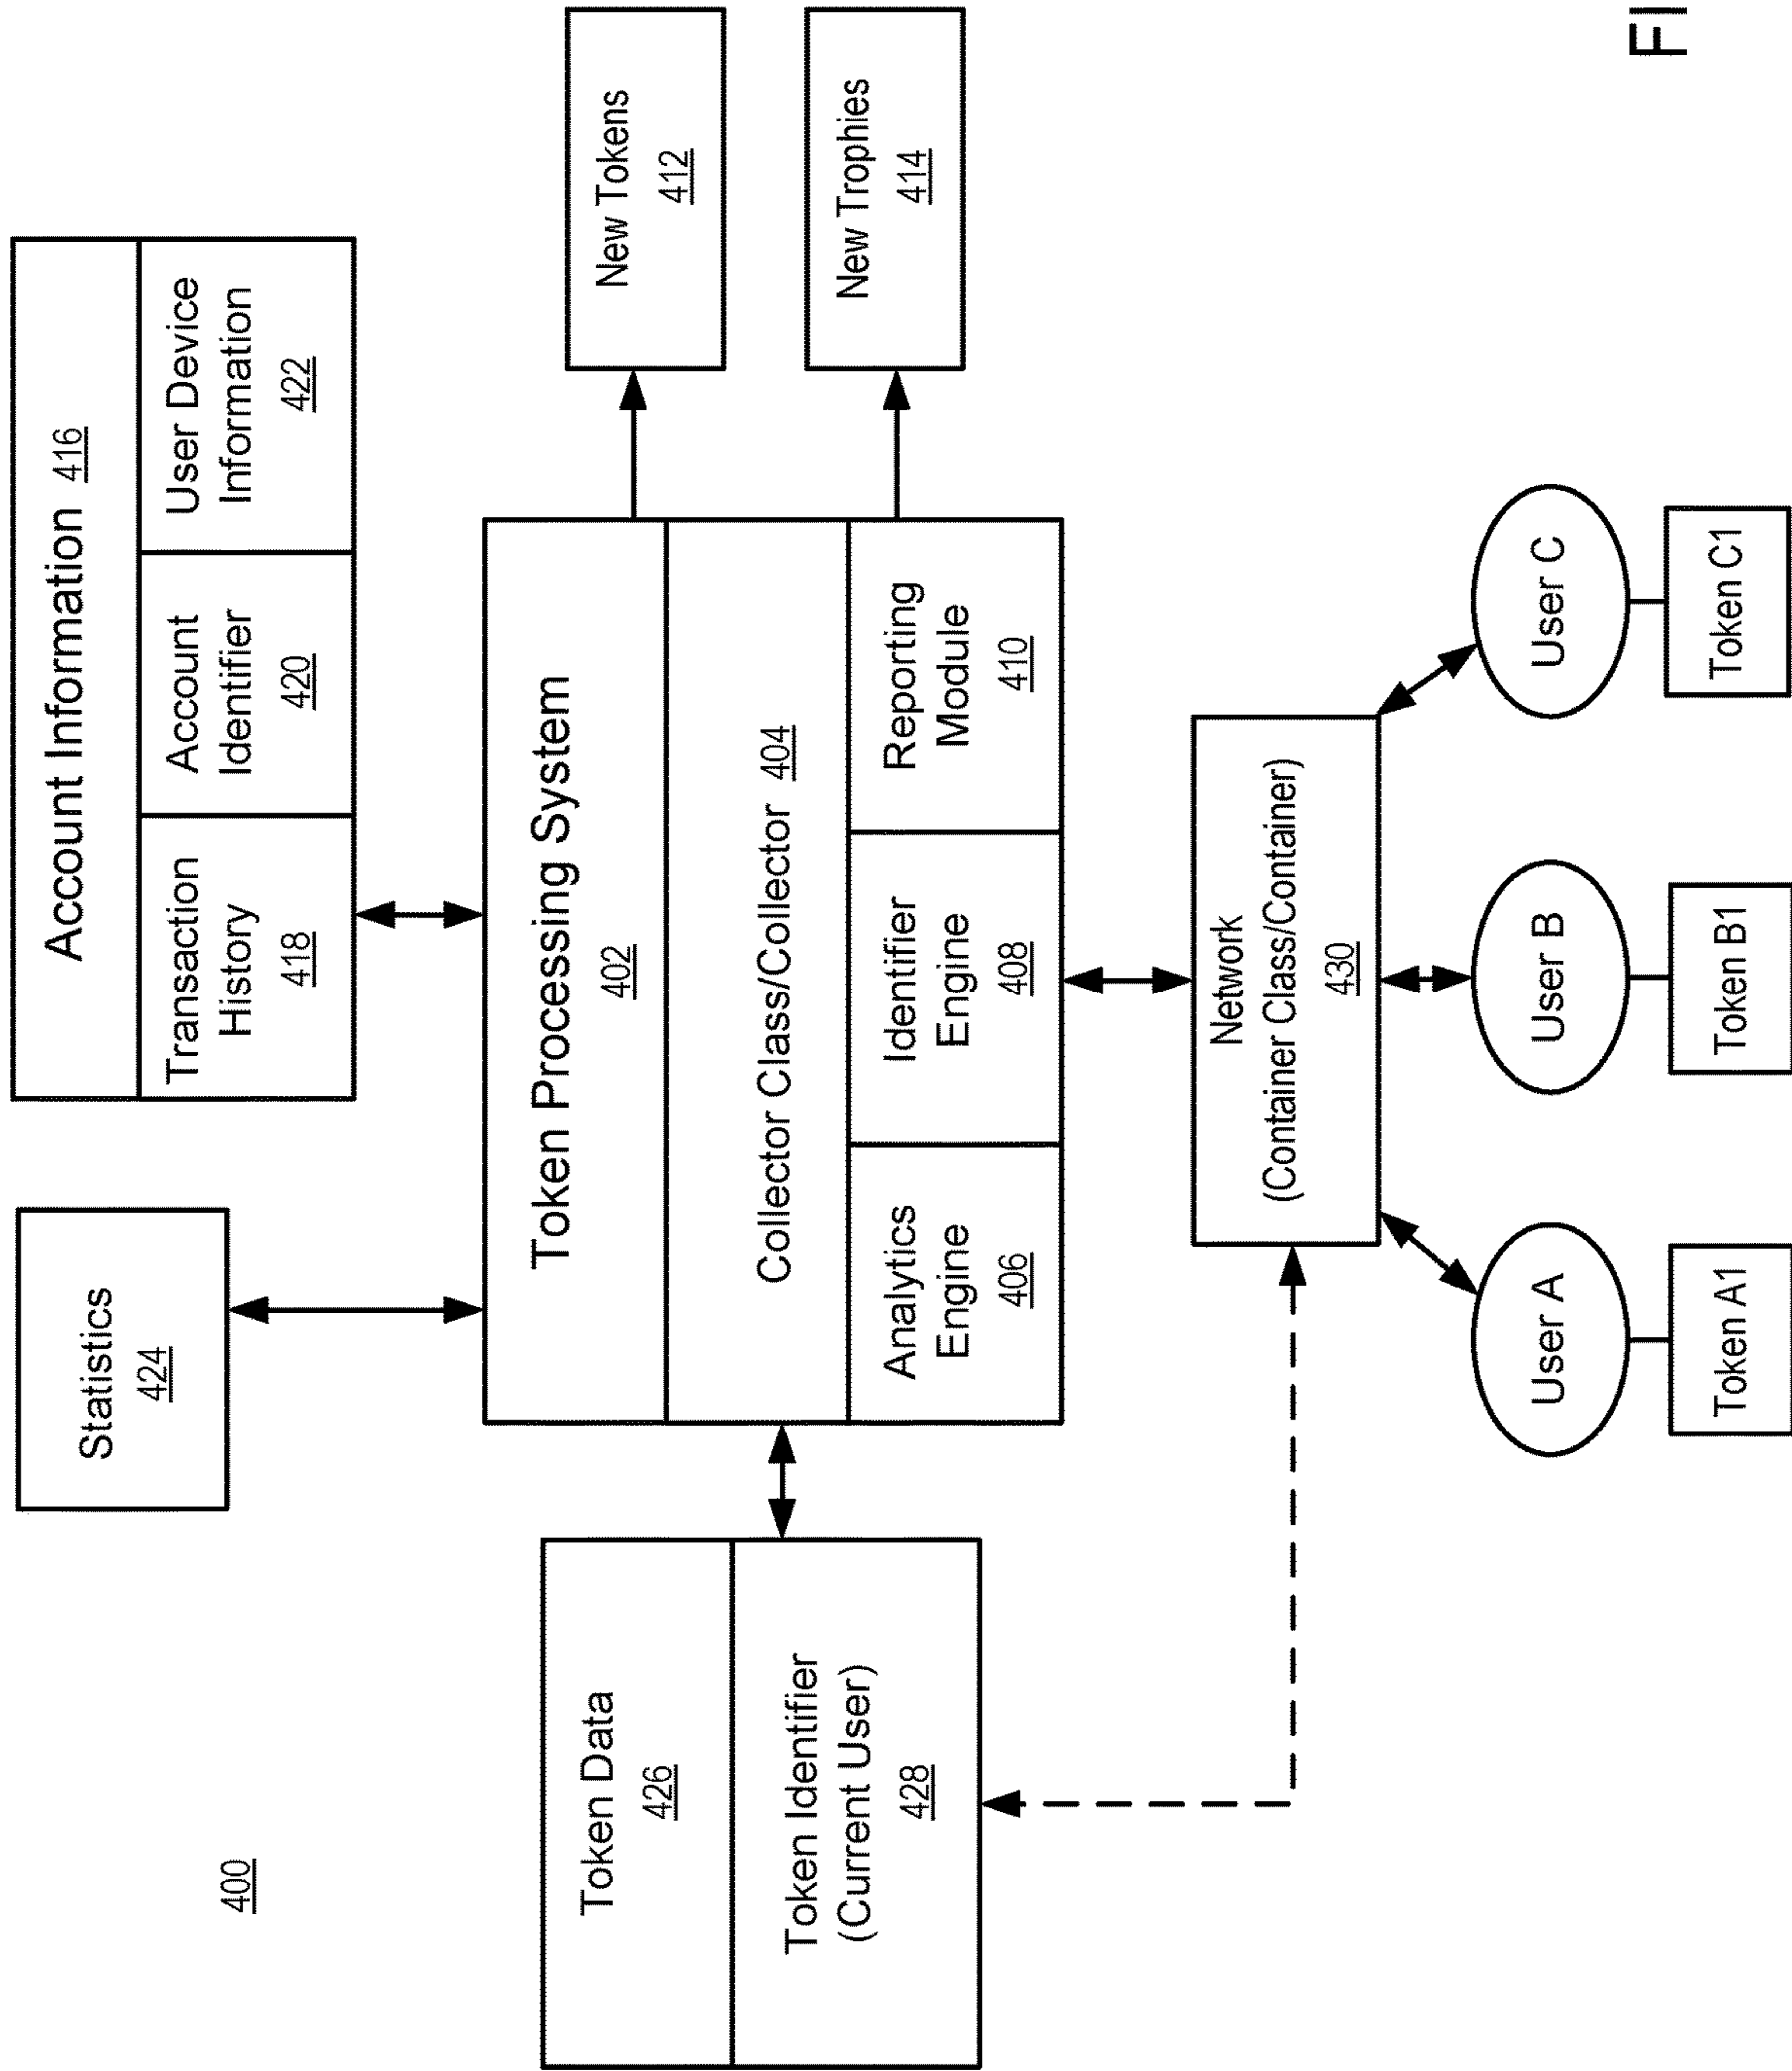 400
Statistics
424
Account Information 416
Transaction
History
418
Account
Identifier
420
User Device
Information
422
Token Data
426
Token Identifier
(Current User)
428
Token Processing System
402
Collector Class/Collector 404
Analytics
Engine
406
Identifier
Engine
408
Reporting
Module
410
New Tokens
412
New Trophies
414
Network
(Container Class/Container)
430
User A
User B
User C
Token A1
Token B1
Token C1